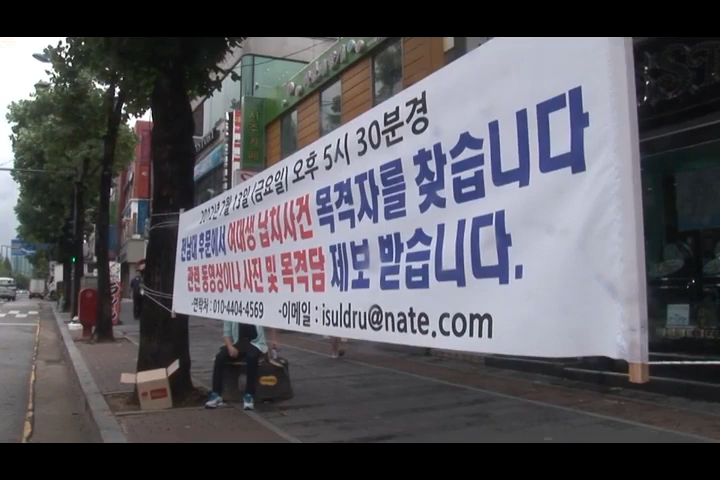 2012년 7월 13일 (금요일) 오후 5시 30분경
전남대 후문에서 여대생 납치사건 목격자를 찾습니다
관련 동영상이나 사진 및 목격담 제보 받습니다.
-연락처 : 010-4404-4569 -이메일 : isuldru@nate.com